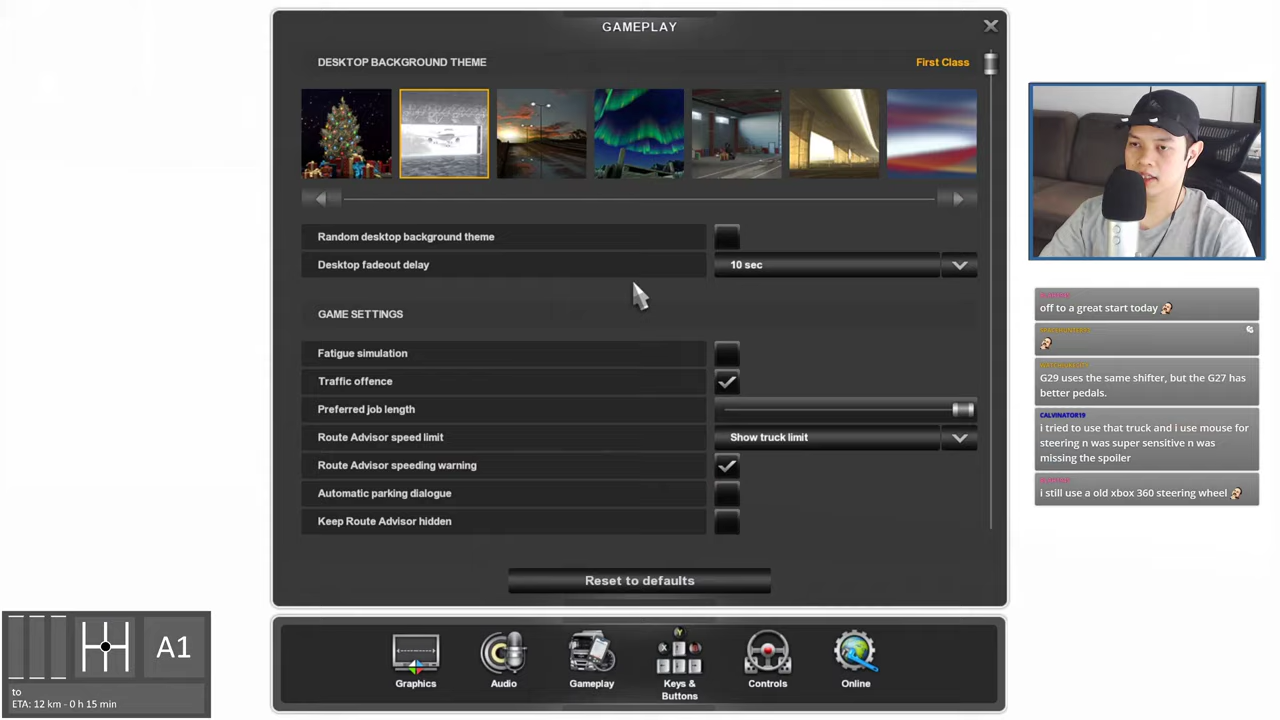 GAMEPLAY
DESKTOP BACKGROUND THEME
First Class
Random desktop background theme
Desktop fadeout delay
10 sec
GAME SETTINGS
Fatigue simulation
Traffic offence
Preferred job length
Route Advisor speed limit
Show truck limit
Route Advisor speeding warning
Automatic parking dialogue
Keep Route Advisor hidden
Reset to defaults
Graphics
Audio
Gameplay
Keys &
Buttons
Controls
Online
off to a great start today
G29 uses the same shifter, but the G27 has
better pedals.
CALVINATOR19
i tried to use that truck and i use mouse for
steering n was super sensitive n was
missing the spoiler
i still use a old xbox 360 steering wheel
A1
to
ETA: 12 km - 0 h 15 min